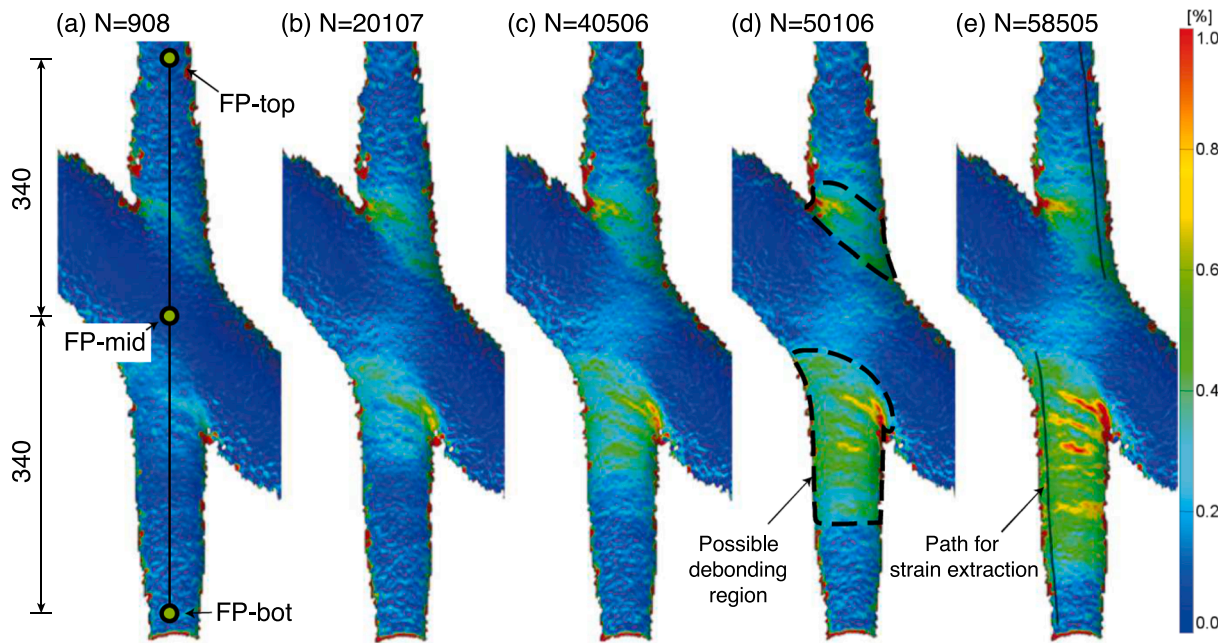 (a) N=908
(b) N=20107
(c) N=40506
(d) N=50106
(e) N=58505
[%]
1.0
0.8
0.6
0.4
0.2
0.0
340
340
FP-top
FP-mid
FP-bot
Possible
debonding
region
Path for
strain extraction